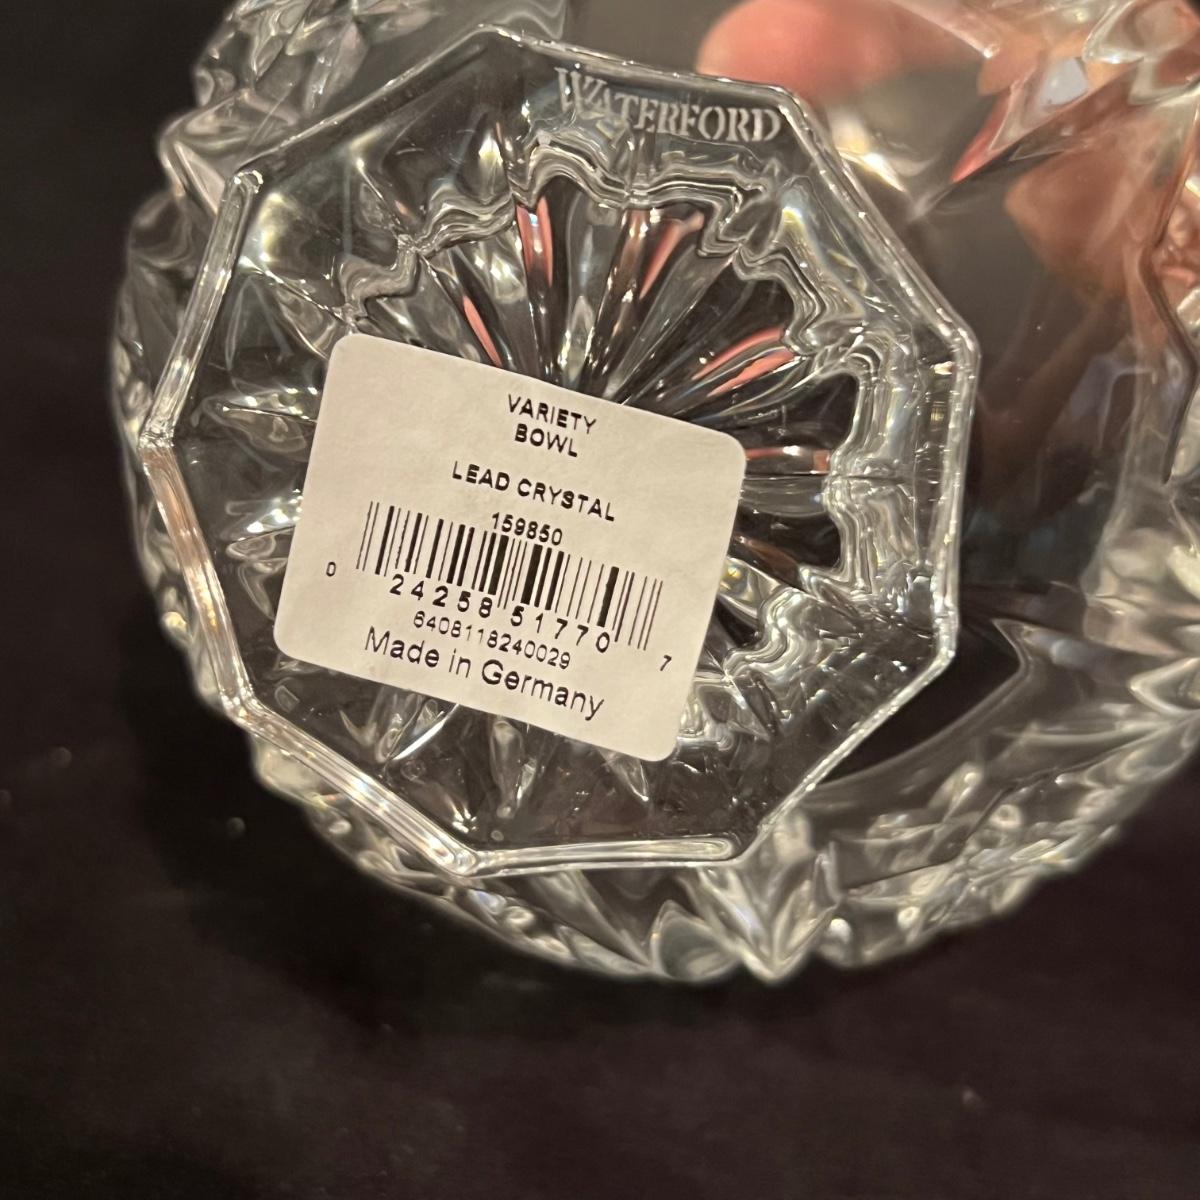 WATERFORD
VARIETY
BOWL
LEAD CRYSTAL
159850
0 24258 51770 7
6408118240029
Made in Germany